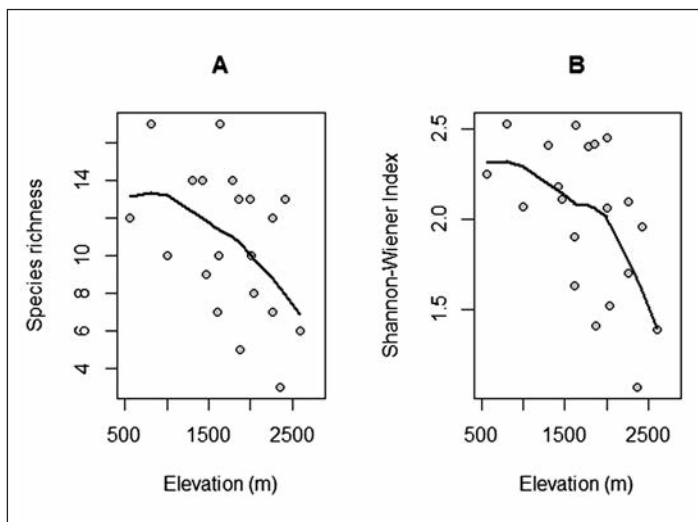 A
Species richness
14
12
10
8
6
4
500
1500
2500
Elevation (m)
B
Shannon-Wiener Index
2.5
2.0
1.5
500
1500
2500
Elevation (m)